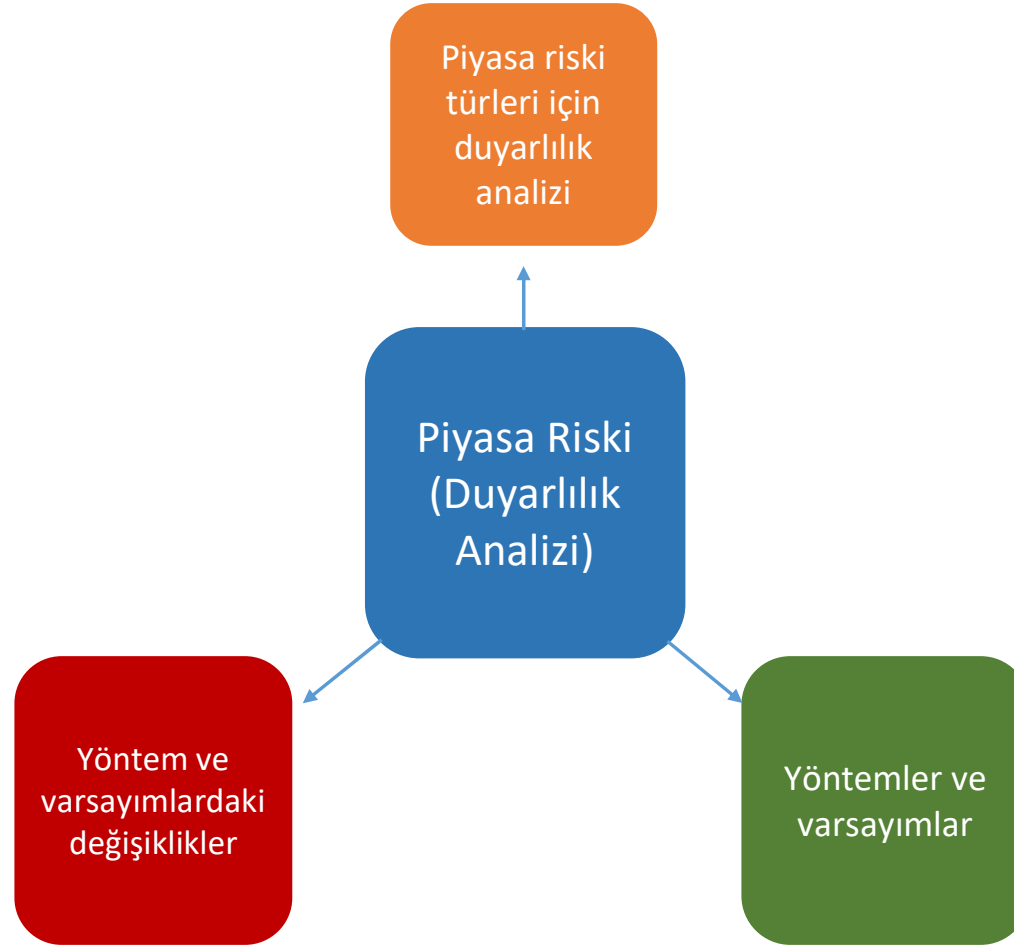 Piyasa riski
türleri için
duyarlılık
analizi
Piyasa Riski
(Duyarlılık
Analizi)
Yöntem ve
varsayımlardaki
değişiklikler
Yöntemler ve
varsayımlar